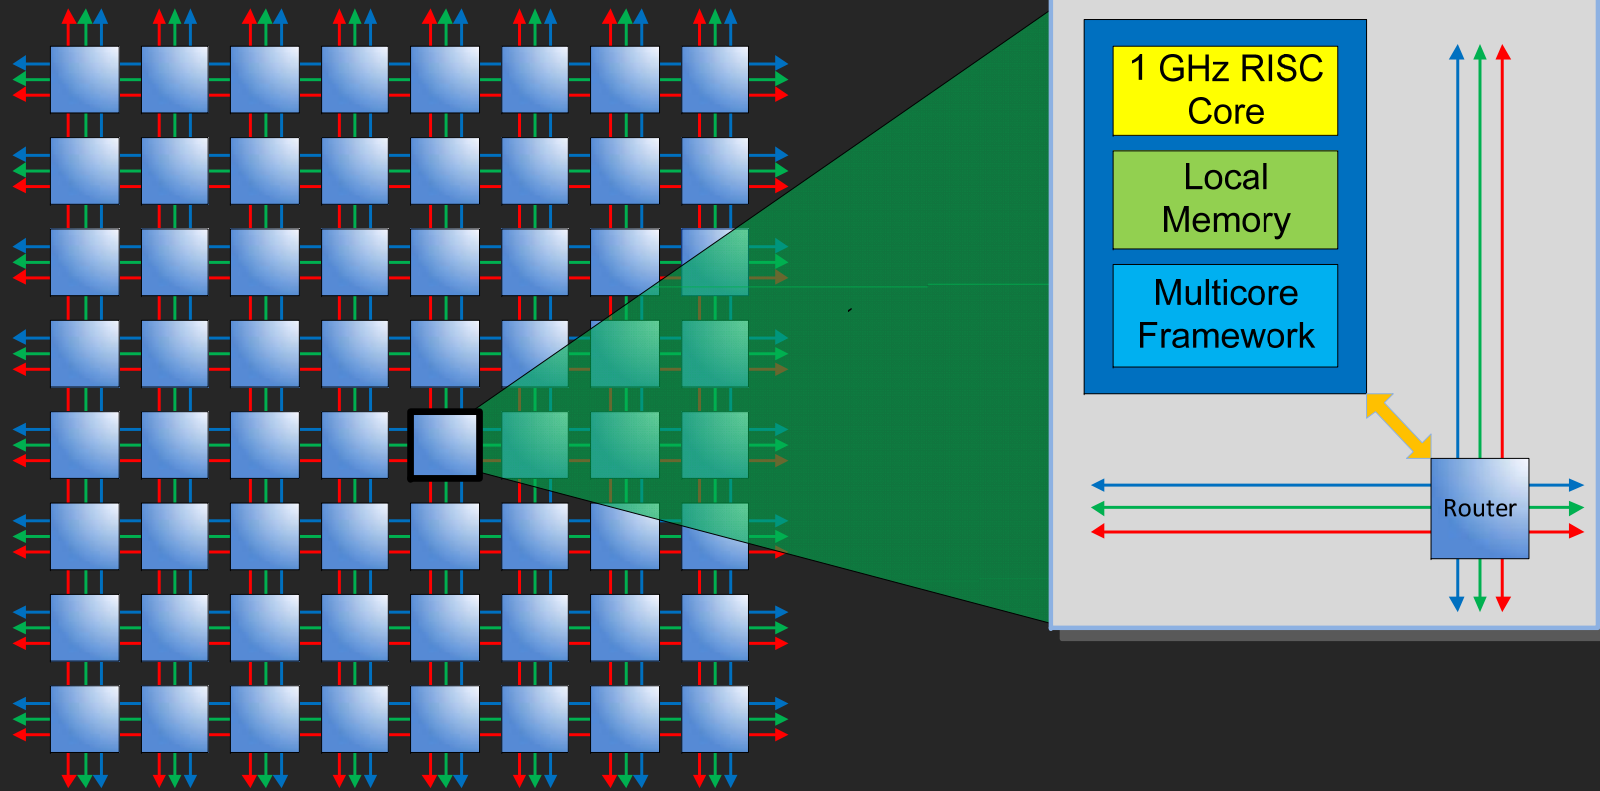 1 GHz RISC
Core
Local
Memory
Multicore
Framework
Router